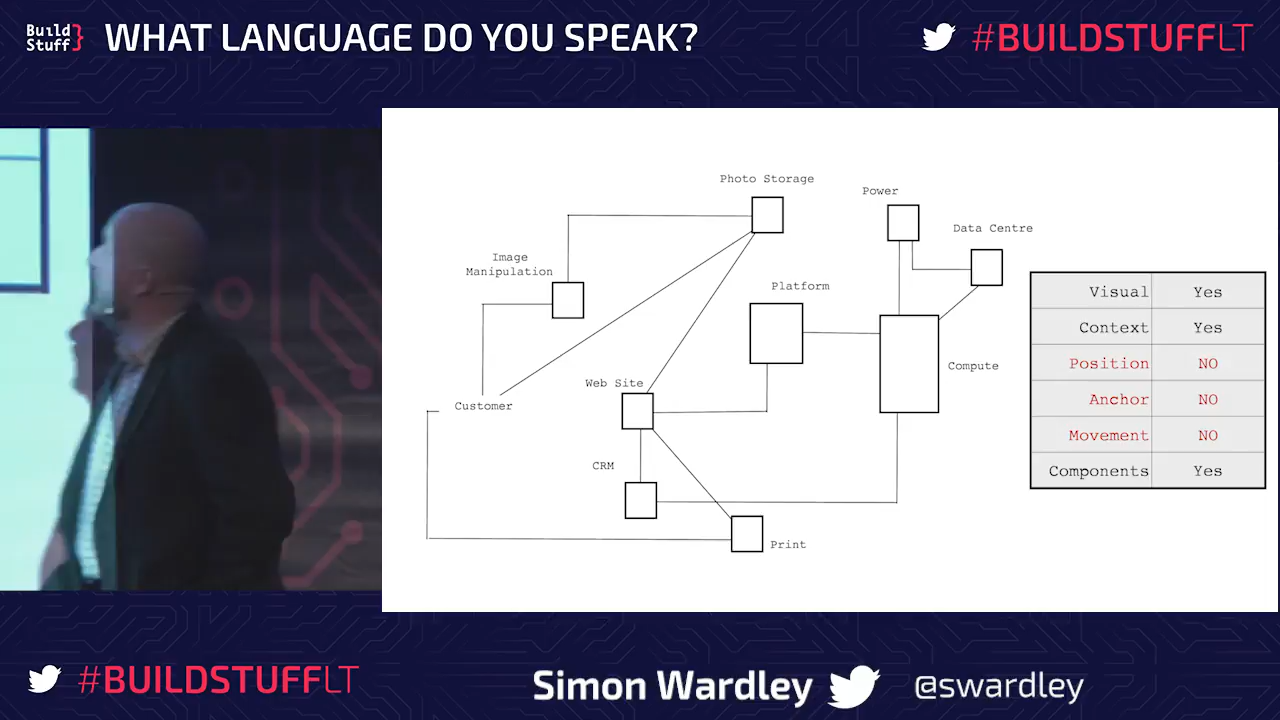 Build
Stuff}
WHAT LANGUAGE DO YOU SPEAK?
#BUILDSTUFFLT
Photo Storage
Power
Data Centre
Image
Manipulation
Platform
Visual Yes
Context Yes
Position NO
Anchor NO
Movement NO
Components Yes
Compute
Web Site
Customer
CRM
Print
#BUILDSTUFFLT
Simon Wardley
@swardley